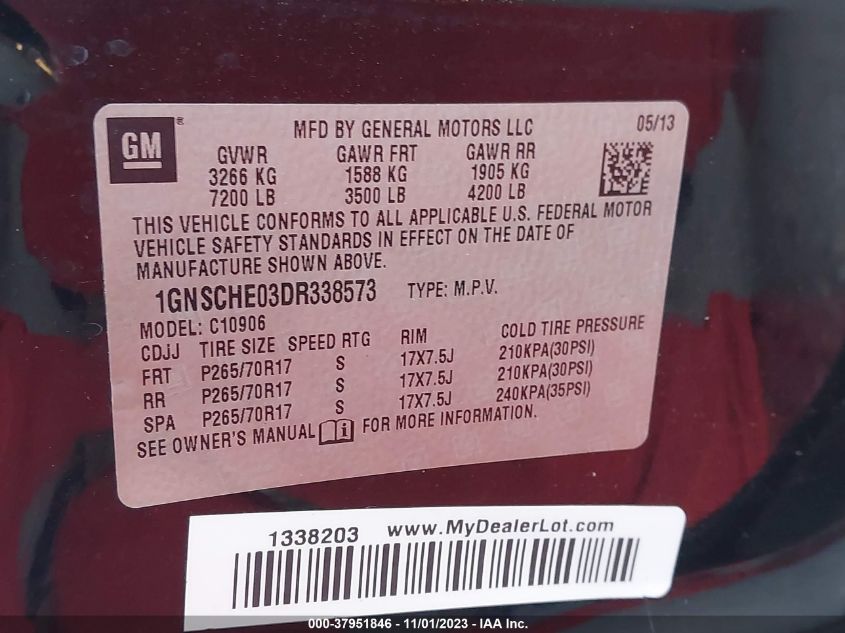 GM ® MFD BY GENERAL MOTORS LLC 05/13
GVWR GAWR FRT GAWR RR
3266 KG 1588 KG 1905 KG
7200 LB 3500 LB 4200 LB
THIS VEHICLE CONFORMS TO ALL APPLICABLE U.S. FEDERAL MOTOR
VEHICLE SAFETY STANDARDS IN EFFECT ON THE DATE OF
MANUFACTURE SHOWN ABOVE.
1GNSCHE03DR338573 TYPE: M.P.V.
MODEL: C10906
CDJJ TIRE SIZE SPEED RTG RIM COLD TIRE PRESSURE
FRT P265/70R17 S 17X7.5J 210KPA(30PSI)
RR P265/70R17 S 17X7.5J 210KPA(30PSI)
SPA P265/70R17 S 17X7.5J 240KPA(35PSI)
SEE OWNER'S MANUAL i FOR MORE INFORMATION.
1338203 www.MyDealerLot.com
000-37951846 - 11/01/2023 - IAA Inc.